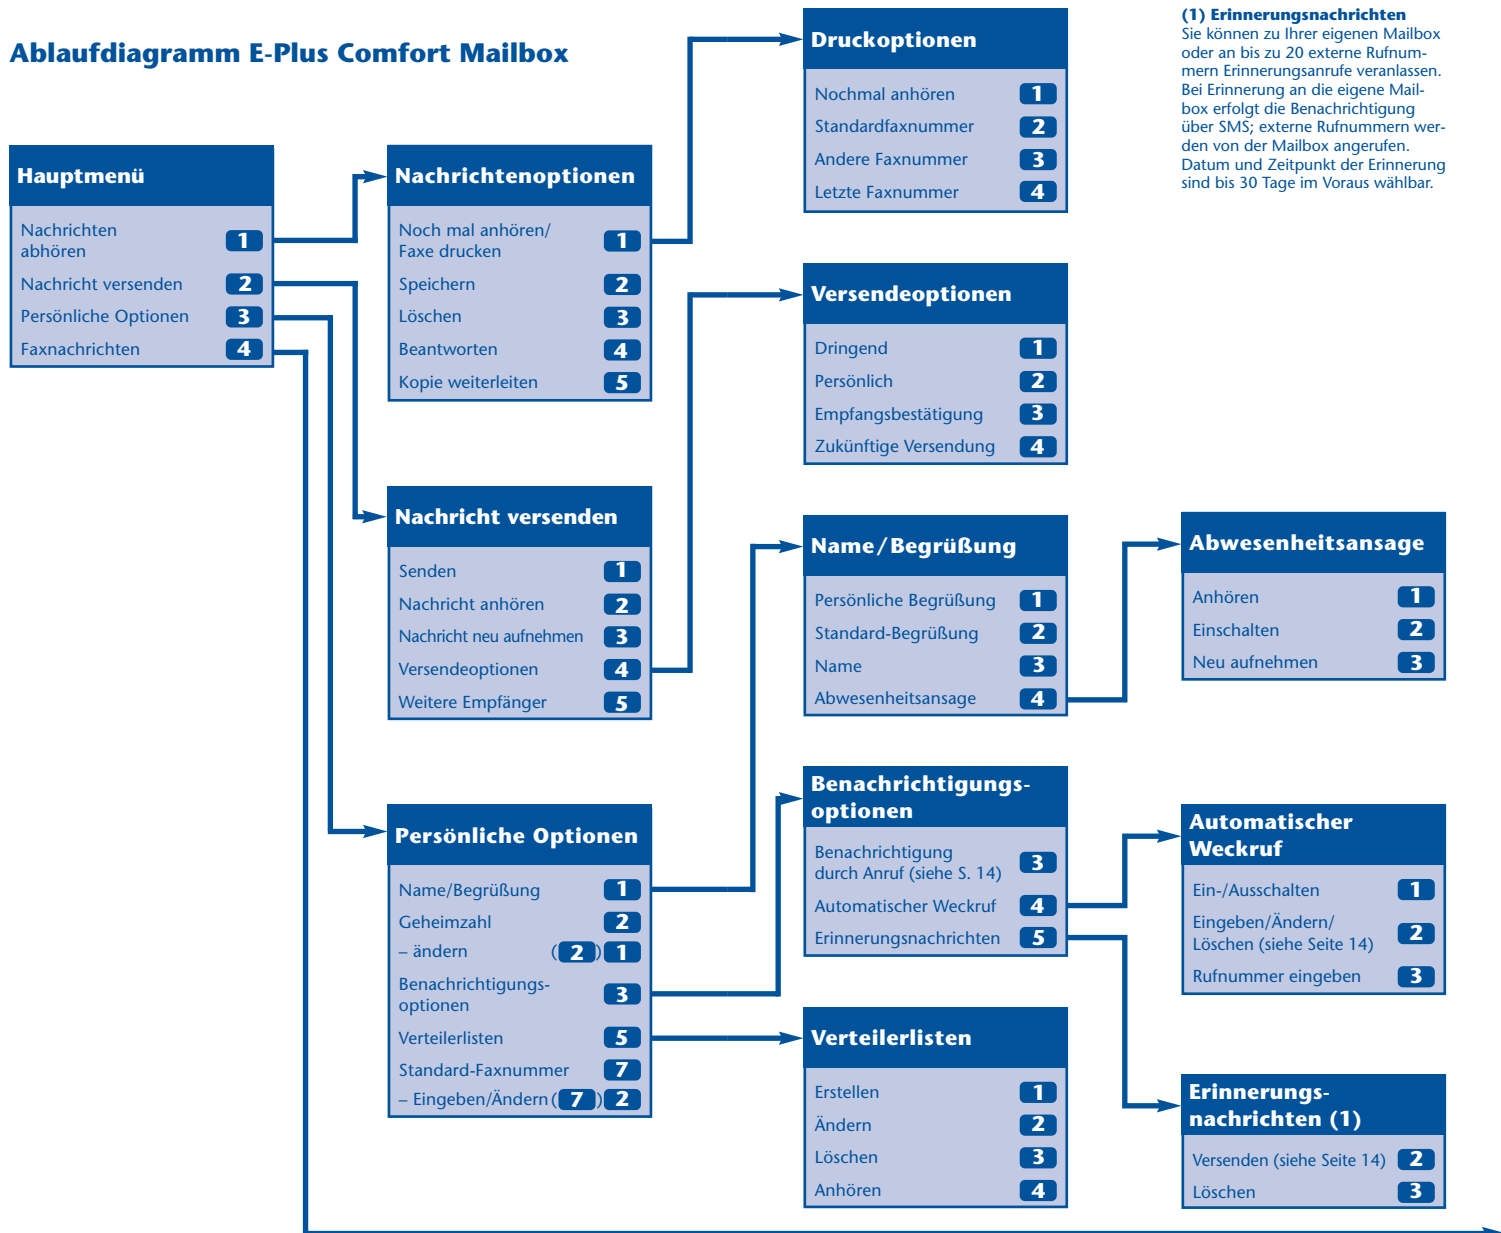 Ablaufdiagramm E-Plus Comfort Mailbox
Hauptmenü
Nachrichten
abhören 1
Nachricht versenden 2
Persönliche Optionen 3
Faxnachrichten 4
Nachrichtenoptionen
Noch mal anhören/
Faxe drucken 1
Speichern 2
Löschen 3
Beantworten 4
Kopie weiterleiten 5
Nachricht versenden
Senden 1
Nachricht anhören 2
Nachricht neu aufnehmen 3
Versendeoptionen 4
Weitere Empfänger 5
Persönliche Optionen
Name/Begrüßung 1
Geheimzahl 2
– ändern (2) 1
Benachrichtigungs-
optionen 3
Verteilerlisten 5
Standard-Faxnummer 7
– Eingeben/Ändern (7) 2
Druckoptionen
Nochmal anhören 1
Standardfaxnummer 2
Andere Faxnummer 3
Letzte Faxnummer 4
Versendeoptionen
Dringend 1
Persönlich 2
Empfangsbestätigung 3
Zukünftige Versendung 4
Name/Begrüßung
Persönliche Begrüßung 1
Standard-Begrüßung 2
Name 3
Abwesenheitsansage 4
Benachrichtigungs-
optionen
Benachrichtigung
durch Anruf (siehe S. 14) 3
Automatischer Weckruf 4
Erinnerungsnachrichten 5
Verteilerlisten
Erstellen 1
Ändern 2
Löschen 3
Anhören 4
(1) Erinnerungsnachrichten
Sie können zu Ihrer eigenen Mailbox
oder an bis zu 20 externe Rufnum-
mern Erinnerungsanrufe veranlassen.
Bei Erinnerung an die eigene Mail-
box erfolgt die Benachrichtigung
über SMS; externe Rufnummern wer-
den von der Mailbox angerufen.
Datum und Zeitpunkt der Erinnerung
sind bis 30 Tage im Voraus wählbar.
Abwesenheitsansage
Anhören 1
Einschalten 2
Neu aufnehmen 3
Automatischer
Weckruf
Ein-/Ausschalten 1
Eingeben/Ändern/
Löschen (siehe Seite 14) 2
Rufnummer eingeben 3
Erinnerungs-
nachrichten (1)
Versenden (siehe Seite 14) 2
Löschen 3